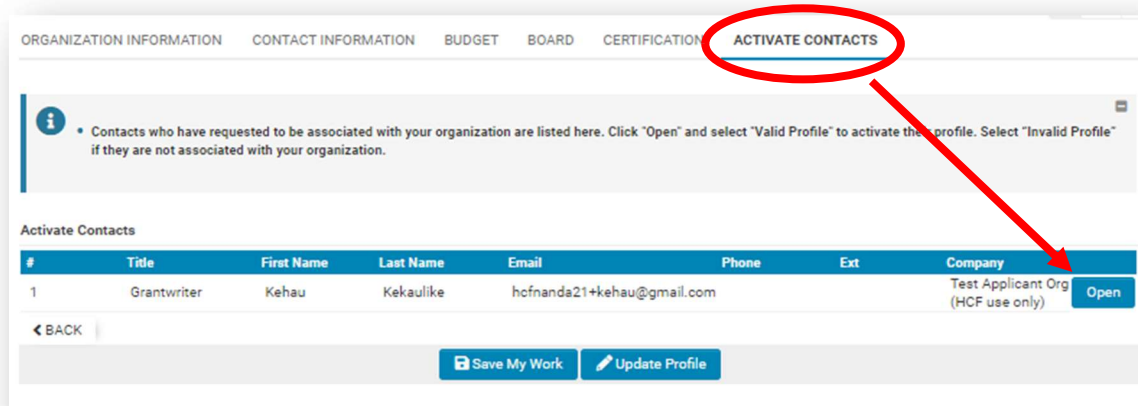 ORGANIZATION INFORMATION CONTACT INFORMATION BUDGET BOARD CERTIFICATION ACTIVATE CONTACTS
• Contacts who have requested to be associated with your organization are listed here. Click "Open" and select "Valid Profile" to activate their profile. Select "Invalid Profile"
if they are not associated with your organization.
Activate Contacts
# Title First Name Last Name Email Phone Ext Company
1 Grantwriter Kehau Kekaulike hcfnanda21+kehau@gmail.com Test Applicant Org Open
(HCF use only)
BACK
Save My Work Update Profile